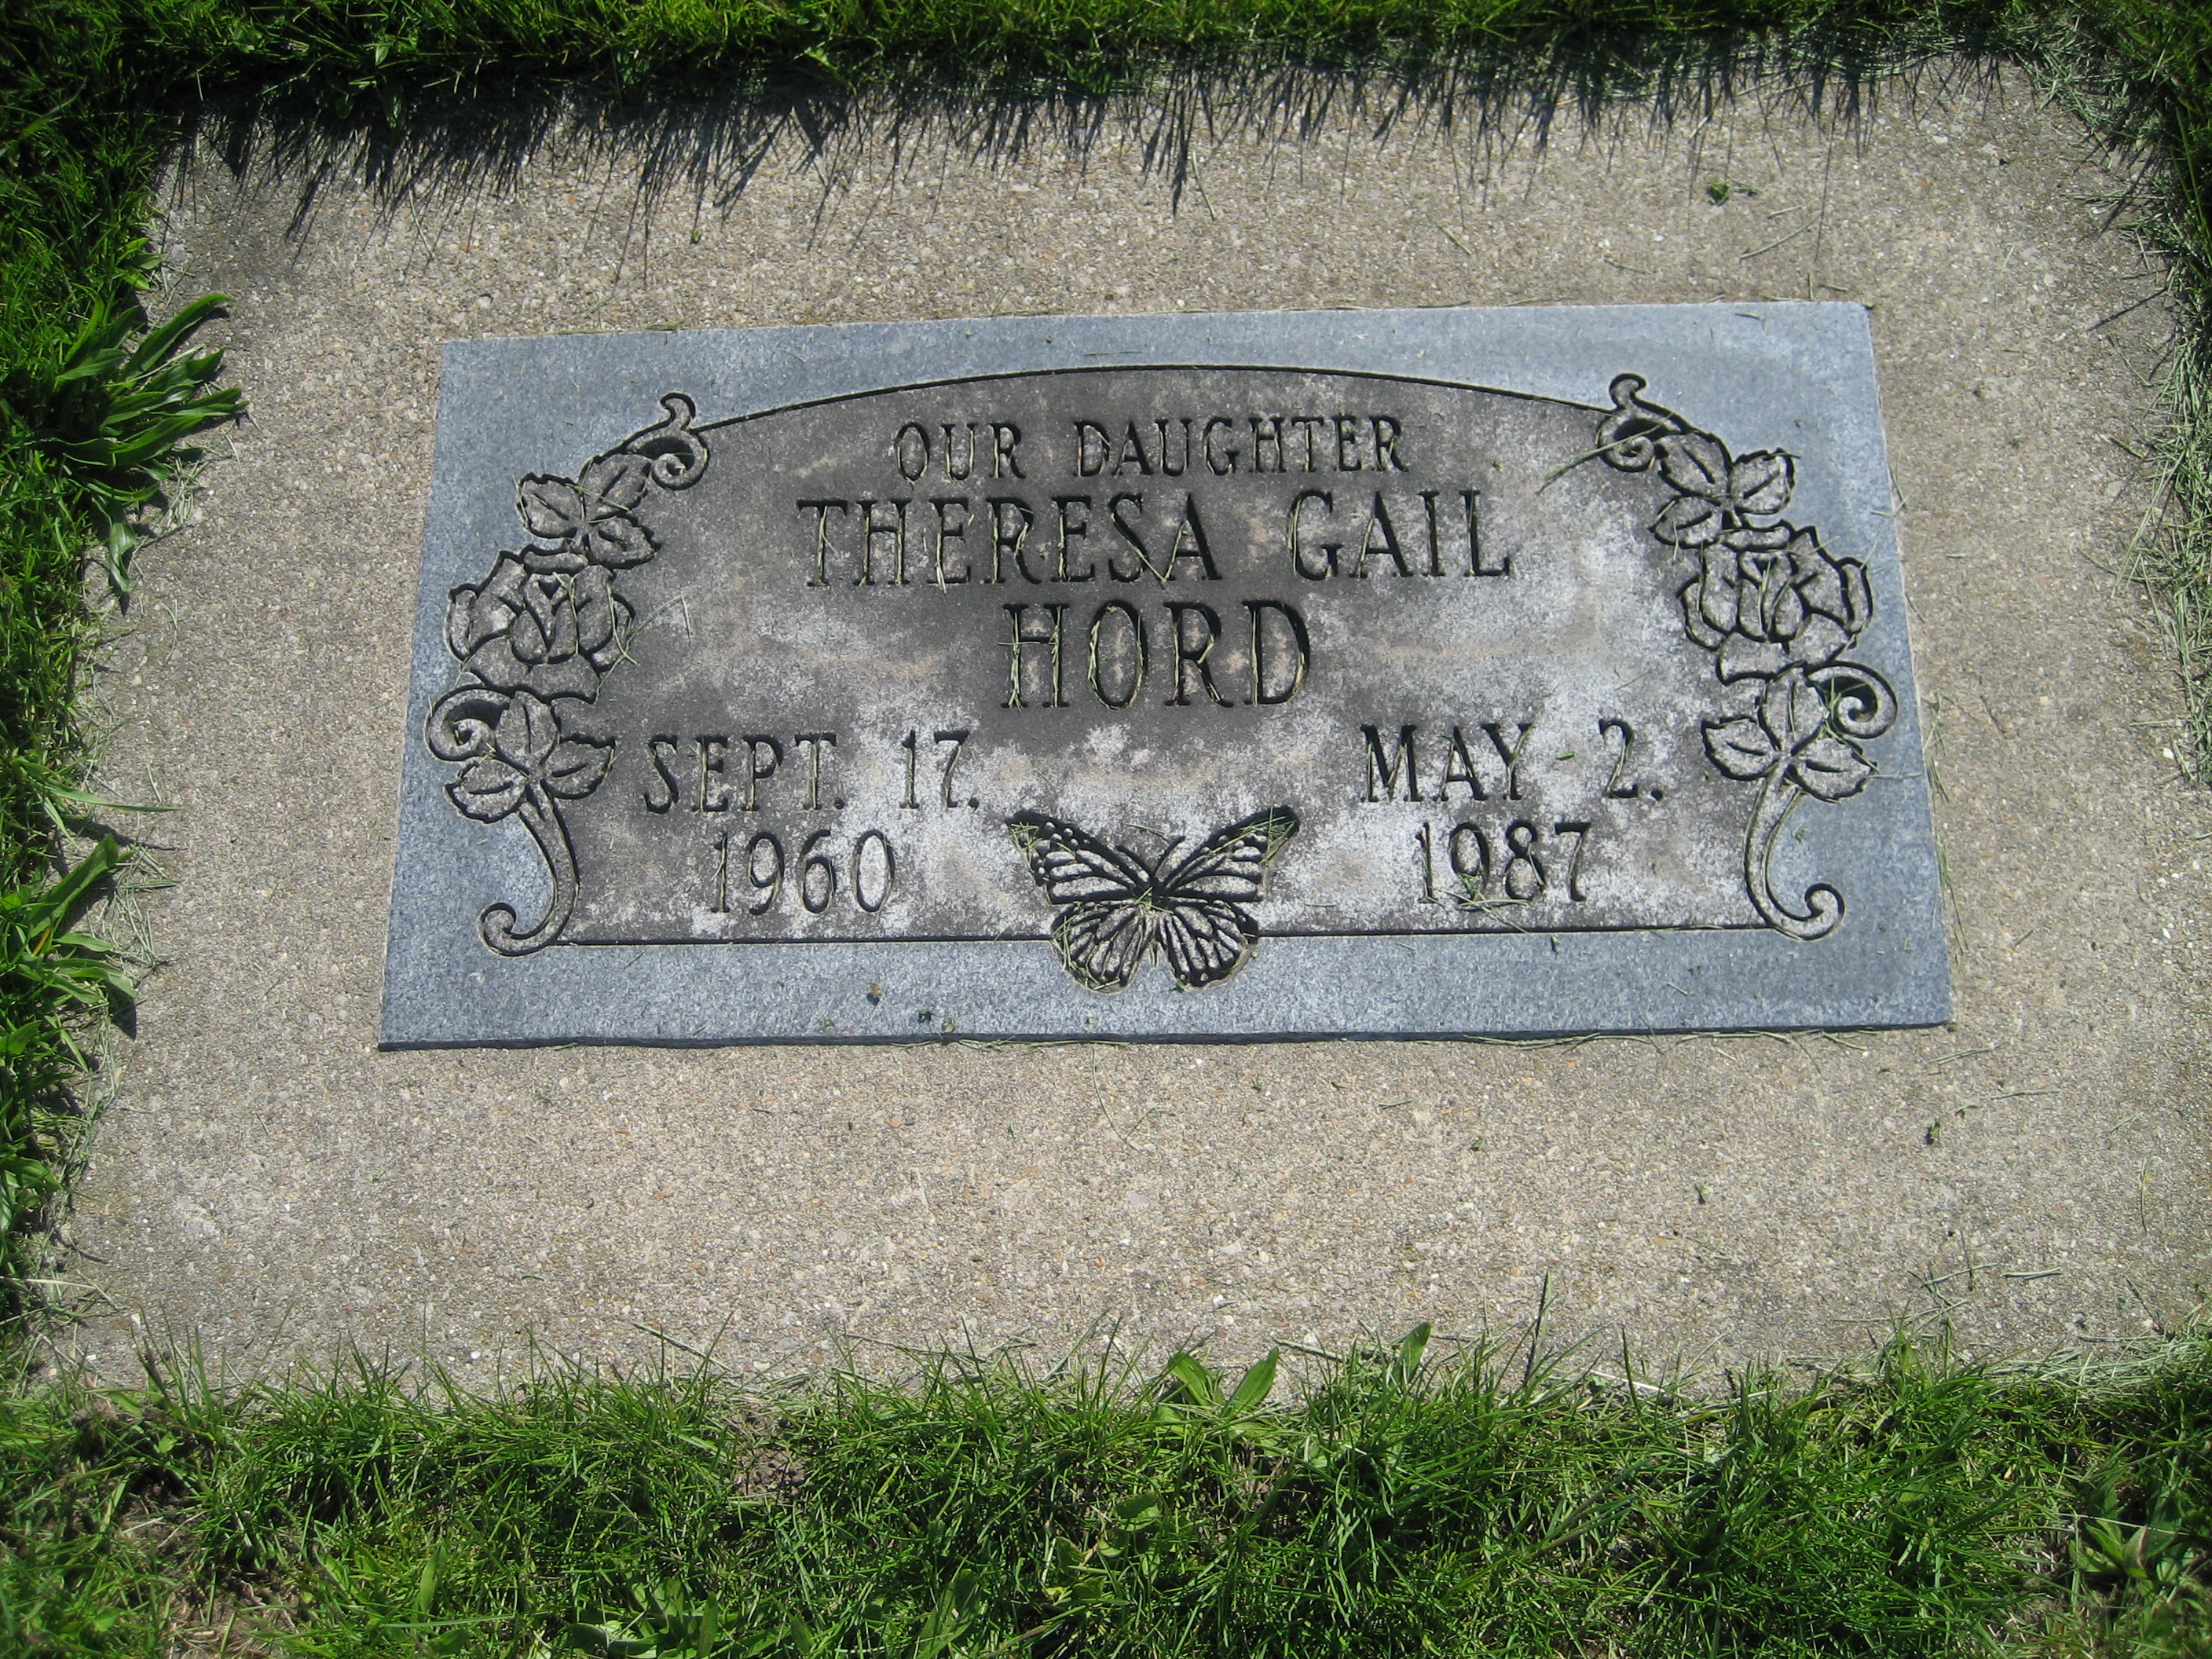 OUR DAUGHTER
THERESA GAIL
HORD
SEPT. 17,
1960
MAY 2,
1987